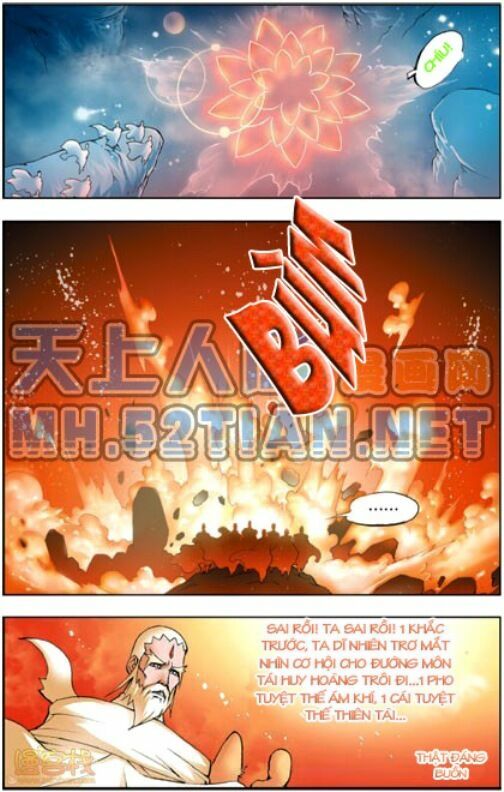 CHÍU!
BÙM
天上人间漫画网
MH.52TIAN.NET
......
SAI RỒI! TA SAI RỒI! 1 KHẮC
TRƯỚC, TA DĨ NHIÊN TRƠ MẮT
NHÌN CƠ HỘI CHO ĐƯỜNG MÔN
TÁI HUY HOÀNG TRÔI ĐI...1 PHO
TUYỆT THẾ ÁM KHÍ, 1 CÁI TUYỆT
THẾ THIÊN TÀI...
THẬT ĐÁNG
BUỒN